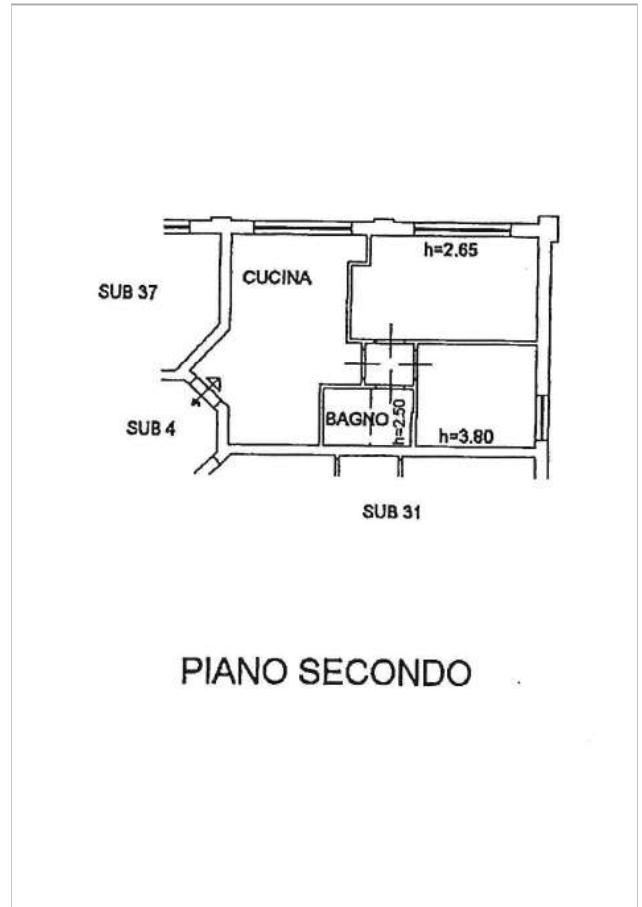 h=2.65
CUCINA
SUB 37
SUB 4
BAGNO
h=2.50
h=3.80
SUB 31
PIANO SECONDO